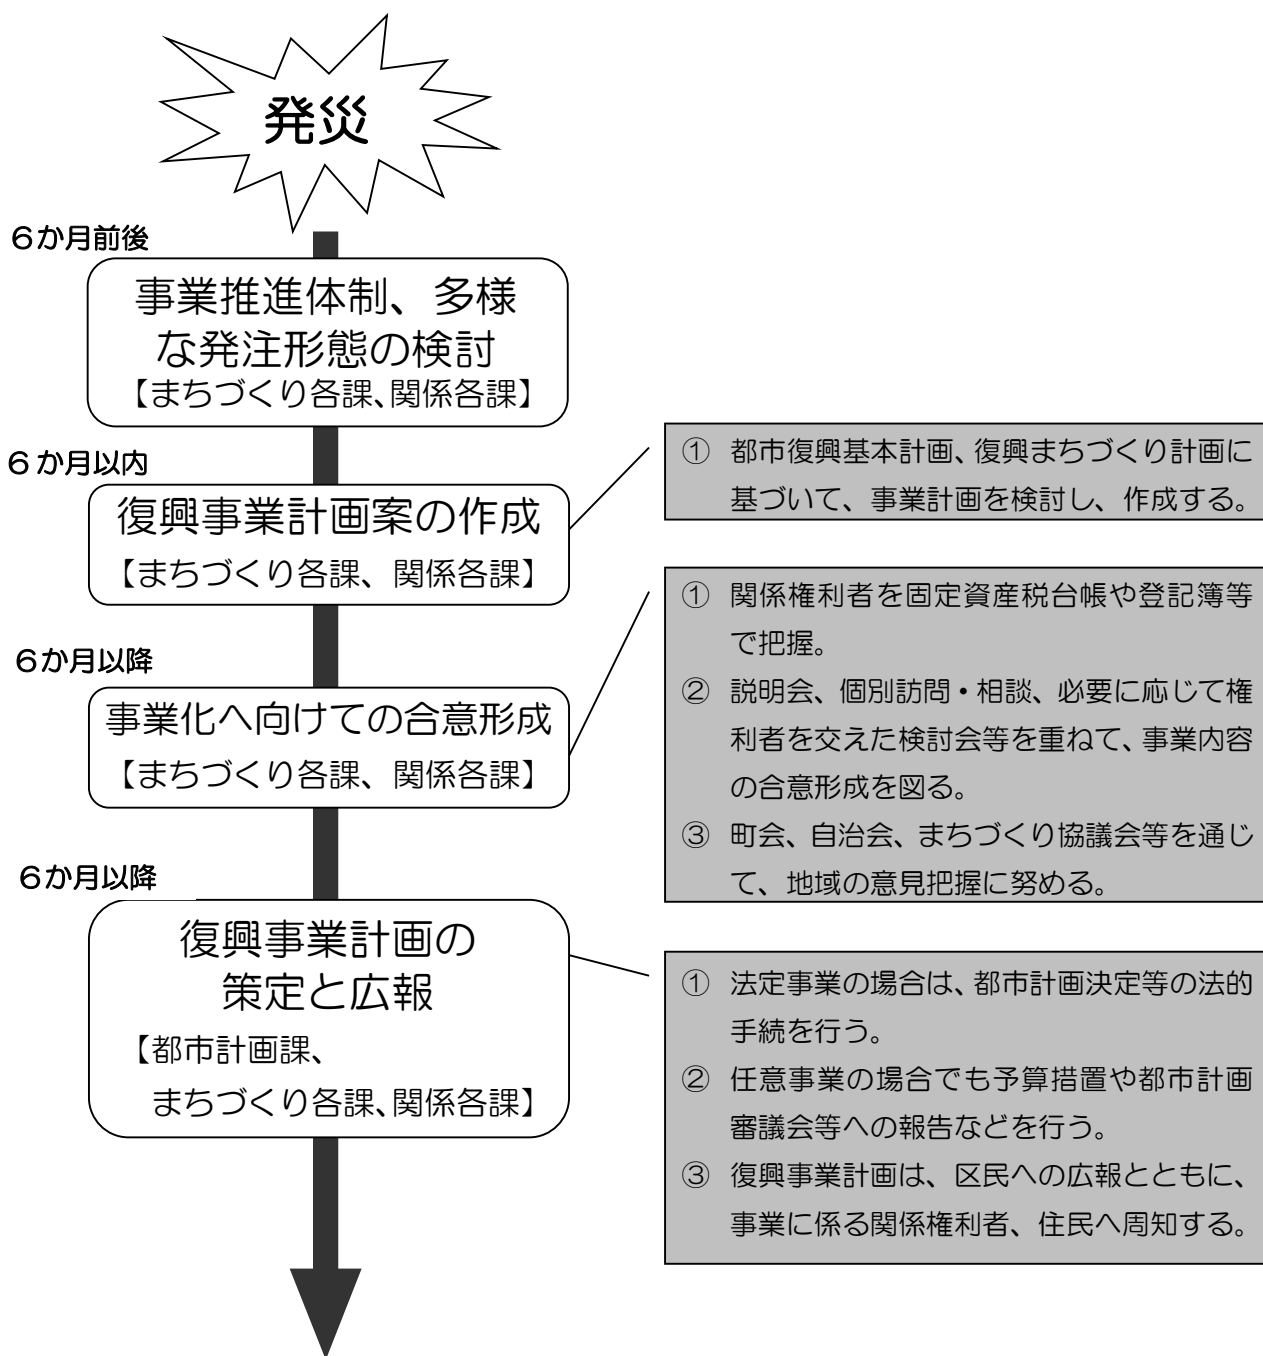 発災
6か月前後
事業推進体制、多様
な発注形態の検討
【まちづくり各課、関係各課】
6か月以内
復興事業計画案の作成
【まちづくり各課、関係各課】
① 都市復興基本計画、復興まちづくり計画に
基づいて、事業計画を検討し、作成する。
6か月以降
事業化へ向けての合意形成
【まちづくり各課、関係各課】
① 関係権利者を固定資産税台帳や登記簿等
で把握。
② 説明会、個別訪問・相談、必要に応じて権
利者を交えた検討会等を重ねて、事業内容
の合意形成を図る。
③ 町会、自治会、まちづくり協議会等を通じ
て、地域の意見把握に努める。
6か月以降
復興事業計画の
策定と広報
【都市計画課、
まちづくり各課、関係各課】
① 法定事業の場合は、都市計画決定等の法的
手続を行う。
② 任意事業の場合でも予算措置や都市計画
審議会等への報告などを行う。
③ 復興事業計画は、区民への広報とともに、
事業に係る関係権利者、住民へ周知する。